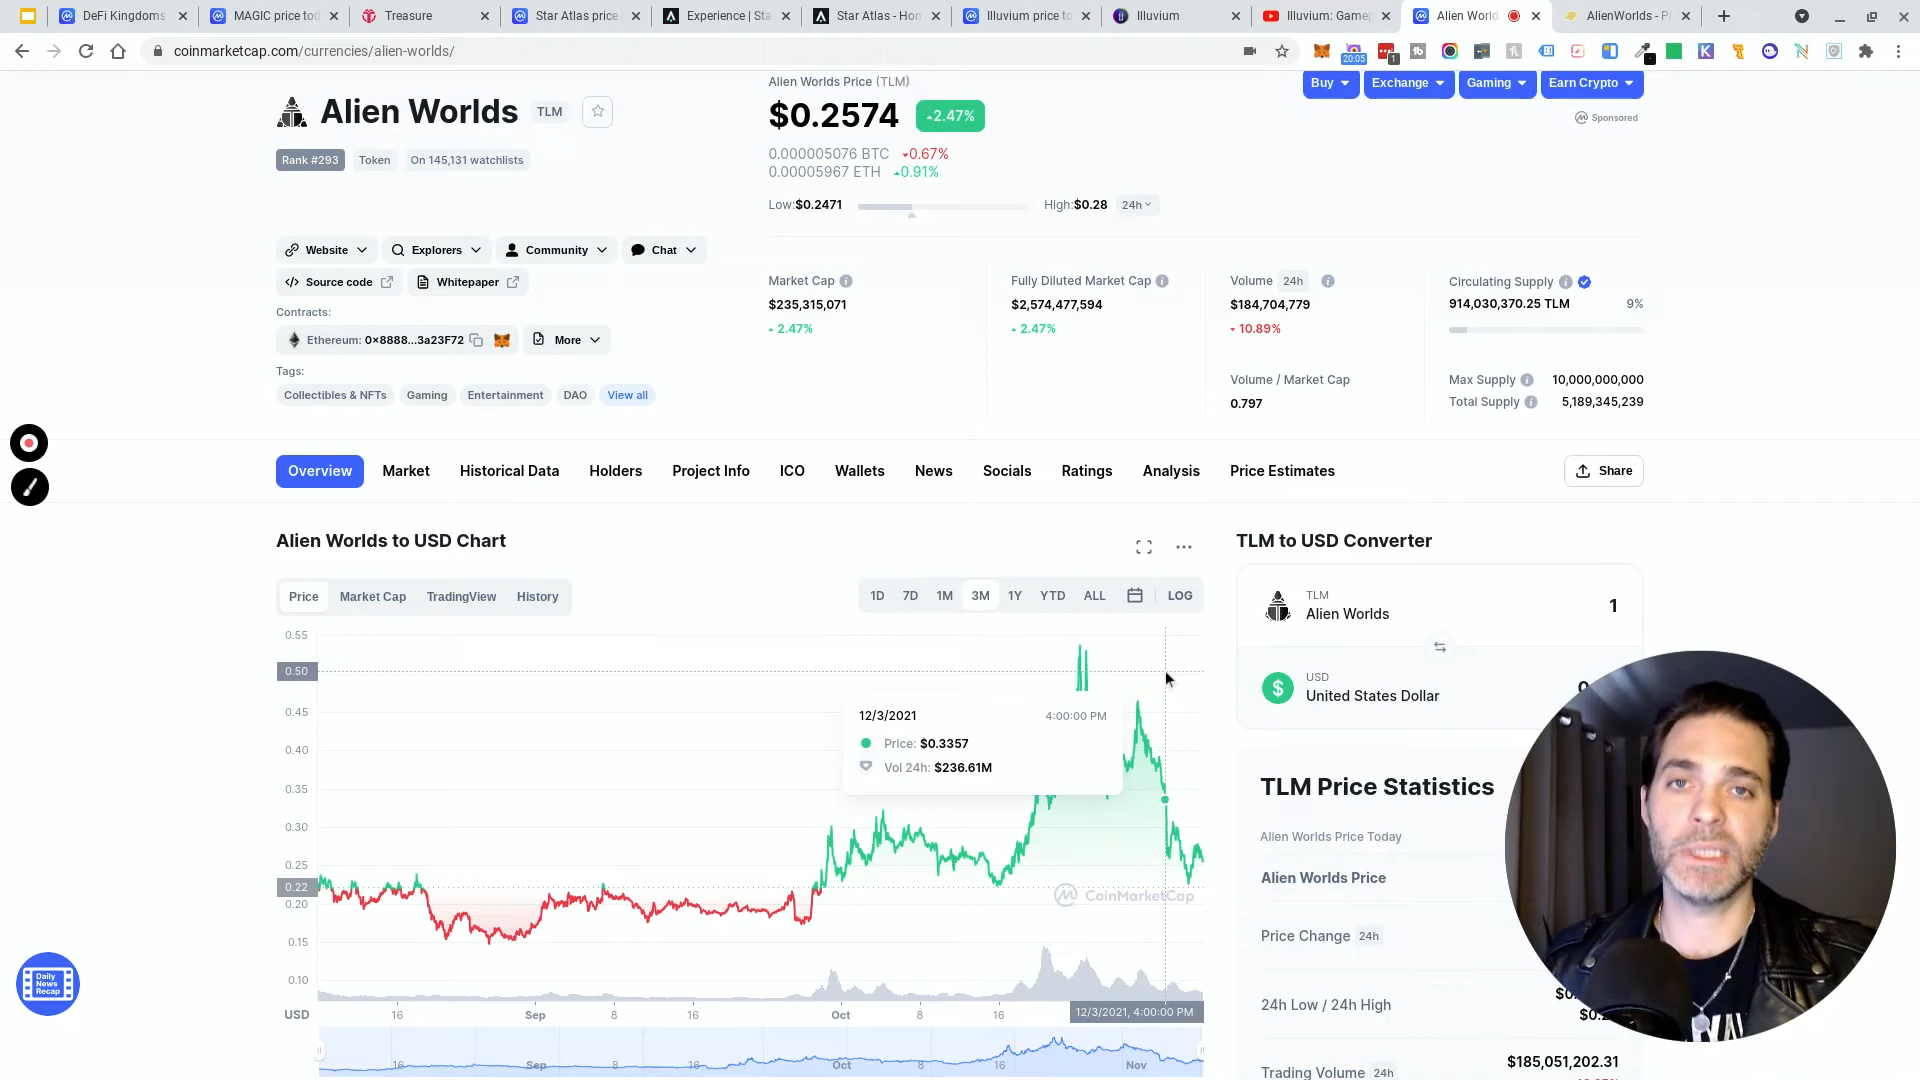 DeFi Kingdoms
MAGIC price to
Treasure
Star Atlas price
Experience | Sta
Star Atlas - Hom
Illuvium price to
Illuvium
Illuvium: Game
Alien World
AlienWorlds - P
coinmarketcap.com/currencies/alien-worlds/
20:05
1
Alien Worlds
TLM
Rank #293
Token
On 145,131 watchlists
Website
Explorers
Community
Chat
Source code
Whitepaper
Contracts:
Ethereum: 0x8888...3a23F72
More
Tags:
Collectibles & NFTs
Gaming
Entertainment
DAO
View all
Alien Worlds Price (TLM)
$0.2574
2.47%
0.000005076 BTC
0.67%
0.00005967 ETH
0.91%
Low:$0.2471
High:$0.28
24h
Buy
Exchange
Gaming
Earn Crypto
Sponsored
Market Cap
$235,315,071
2.47%
Fully Diluted Market Cap
$2,574,477,594
2.47%
Volume 24h
$184,704,779
10.89%
Volume / Market Cap
0.797
Circulating Supply
914,030,370.25 TLM
9%
Max Supply
10,000,000,000
Total Supply
5,189,345,239
Overview
Market
Historical Data
Holders
Project Info
ICO
Wallets
News
Socials
Ratings
Analysis
Price Estimates
Share
Alien Worlds to USD Chart
Price
Market Cap
TradingView
History
1D
7D
1M
3M
1Y
YTD
ALL
LOG
0.55
0.50
0.45
0.40
0.35
0.30
0.25
0.22
0.20
0.15
0.10
12/3/2021
4:00:00 PM
Price: $0.3357
Vol 24h: $236.61M
CoinMarketCap
USD
16
Sep
8
16
Oct
8
16
12/3/2021, 4:00:00 PM
16
Sep
8
16
Oct
8
16
Nov
TLM to USD Converter
TLM
Alien Worlds
1
USD
United States Dollar
TLM Price Statistics
Alien Worlds Price Today
Alien Worlds Price
Price Change 24h
24h Low / 24h High
Trading Volume 24h
$185,051,202.31
Daily
News
Recap